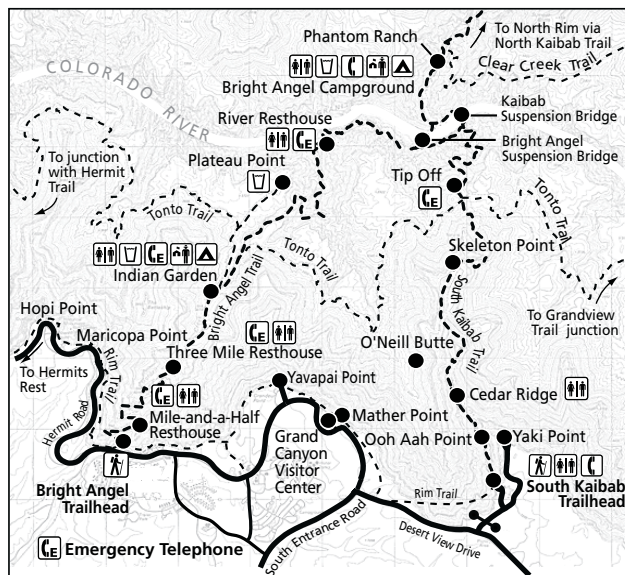 Phantom Ranch
To North Rim via
North Kaibab Trail
Clear Creek Trail
COLORADO RIVER
Bright Angel Campground
Kaibab
Suspension Bridge
River Resthouse
E
Bright Angel
Suspension Bridge
To junction
with Hermit
Trail
Plateau Point
Tip Off
E
Tonto Trail
Tonto
Trail
Skeleton Point
E
Indian Garden
Tonto
Trail
Bright Angel Trail
South Kaibab
Trail
To Grandview
Trail junction
Hopi Point
Maricopa Point
E
O'Neill Butte
Rim Trail
Three Mile Resthouse
To Hermits
Rest
Yavapai Point
Cedar Ridge
E
Mile-and-a-Half
Resthouse
Mather Point
Hermit Road
Grand
Canyon
Visitor
Center
Ooh Aah Point
Yaki Point
Bright Angel
Trailhead
Rim Trail
South Kaibab
Trailhead
South Entrance Road
Desert View Drive
E Emergency Telephone